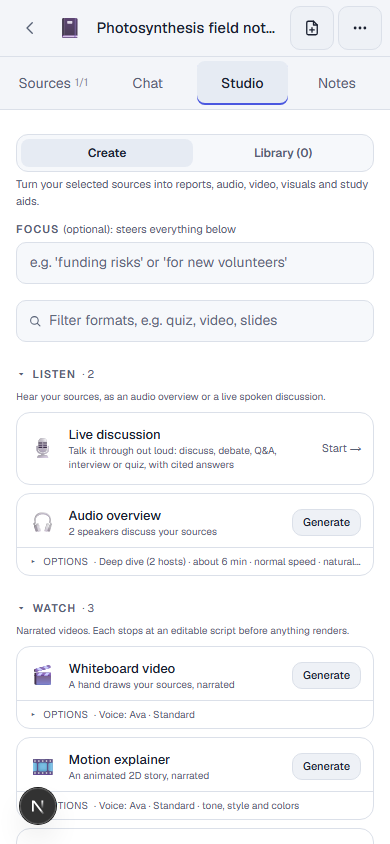 Photosynthesis field not...
Sources 1/1
Chat
Studio
Notes
Create
Library (0)
Turn your selected sources into reports, audio, video, visuals and study
aids.
FOCUS (optional): steers everything below
e.g. 'funding risks' or 'for new volunteers'
Filter formats, e.g. quiz, video, slides
LISTEN · 2
Hear your sources, as an audio overview or a live spoken discussion.
Live discussion
Talk it through out loud: discuss, debate, Q&A,
interview or quiz, with cited answers
Start →
Audio overview
2 speakers discuss your sources
Generate
OPTIONS · Deep dive (2 hosts) · about 6 min · normal speed · natural...
WATCH · 3
Narrated videos. Each stops at an editable script before anything renders.
Whiteboard video
A hand draws your sources, narrated
Generate
OPTIONS · Voice: Ava · Standard
Motion explainer
An animated 2D story, narrated
Generate
N
TIONS · Voice: Ava · Standard · tone, style and colors